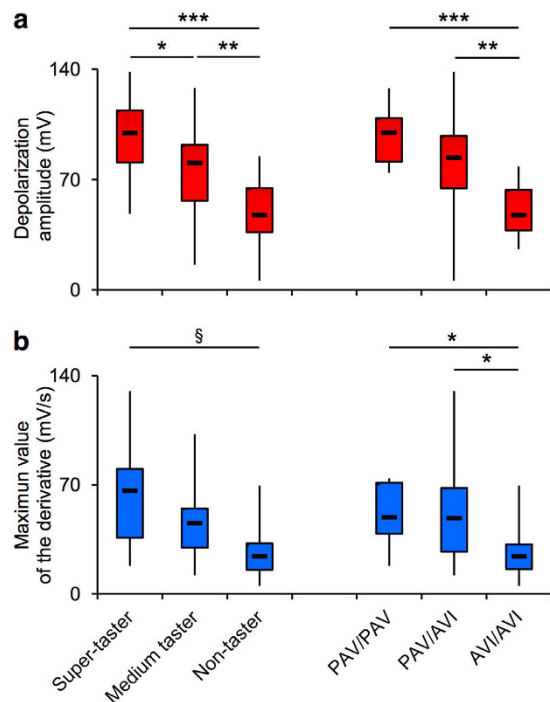 a
***
***
* **
**
140
70
0
Depolarization
amplitude (mV)
b
§
*
*
140
70
0
Maximun value
of the derivative (mV/s)
Super-taster
Medium taster
Non-taster
PAV/PAV
PAV/AVI
AVI/AVI